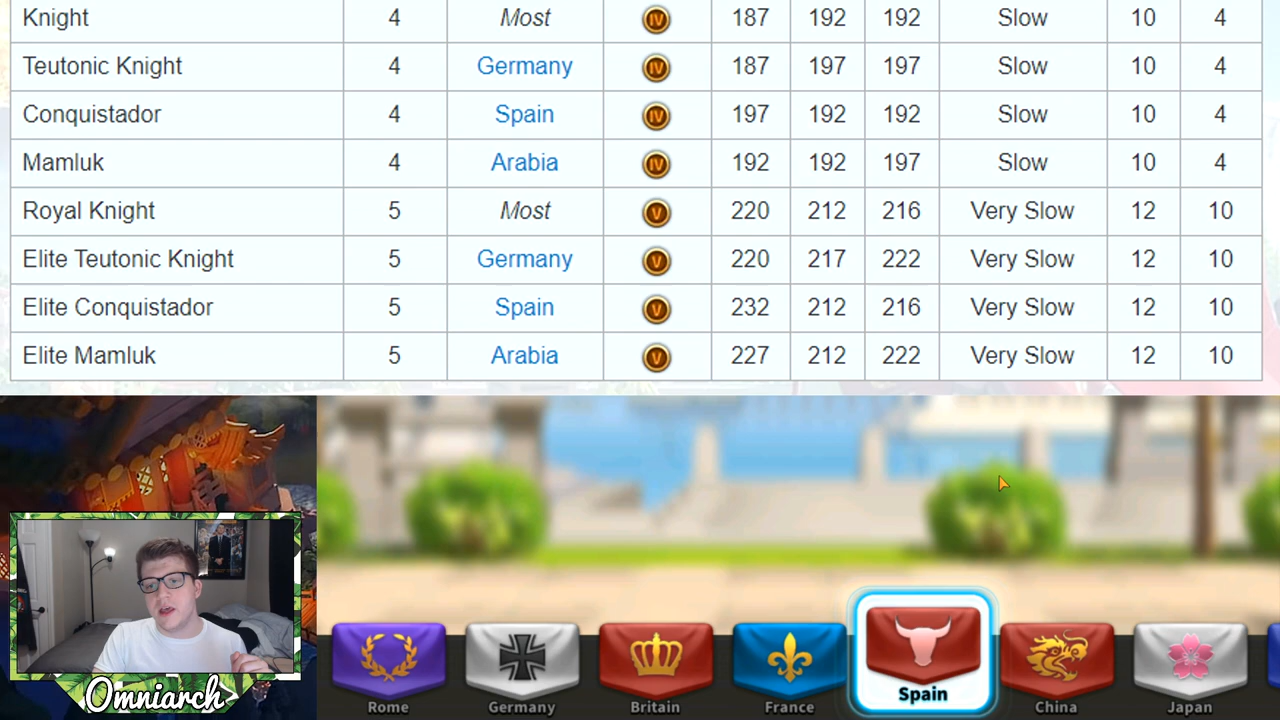 Knight 4 Most IV 187 192 192 Slow 10 4
Teutonic Knight 4 Germany IV 187 197 197 Slow 10 4
Conquistador 4 Spain IV 197 192 192 Slow 10 4
Mamluk 4 Arabia IV 192 192 197 Slow 10 4
Royal Knight 5 Most V 220 212 216 Very Slow 12 10
Elite Teutonic Knight 5 Germany V 220 217 222 Very Slow 12 10
Elite Conquistador 5 Spain V 232 212 216 Very Slow 12 10
Elite Mamluk 5 Arabia V 227 212 222 Very Slow 12 10
Omniarch
Rome Germany Britain France Spain China Japan